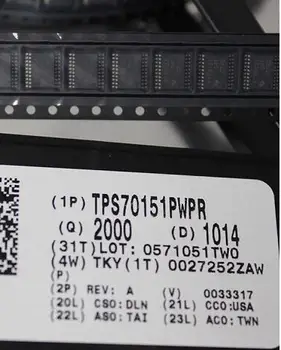 (1P) TPS70151PWPR
(Q) 2000 (D) 1014
(31T)LOT: 0571051TW0
(4W) TKY(1T) 0027252ZAW
(P)
(2P) REV: A (V) 0033317
(20L) CSO:DLN (21L) CCO:USA
(22L) ASO:TAI (23L) ACO:TWN